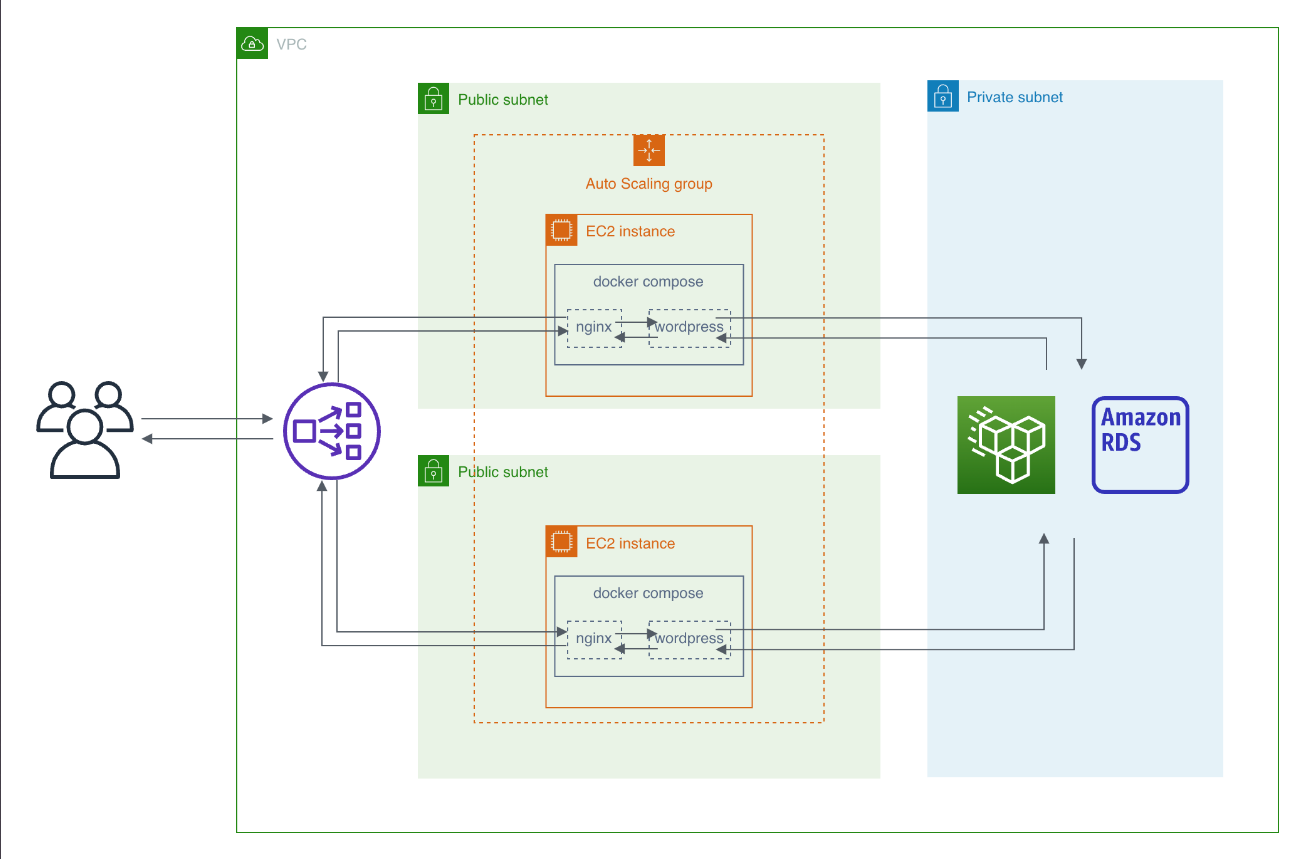 VPC
Public subnet
Private subnet
Auto Scaling group
EC2 instance
docker compose
nginx
wordpress
Amazon
RDS
Public subnet
EC2 instance
docker compose
nginx
wordpress